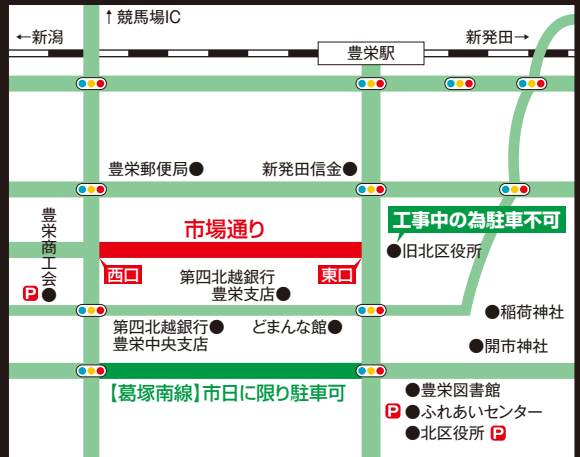 ↑競馬場IC
←新潟
新発田→
豊栄駅
豊栄郵便局●
新発田信金●
工事中の為駐車不可
●旧北区役所
豊栄商工会●
P
市場通り
西口
東口
第四北越銀行
豊栄支店●
第四北越銀行●
豊栄中央支店
どまんな館●
●稲荷神社
●開市神社
【葛塚南線】市日に限り駐車可
●豊栄図書館
P ●ふれあいセンター
●北区役所 P